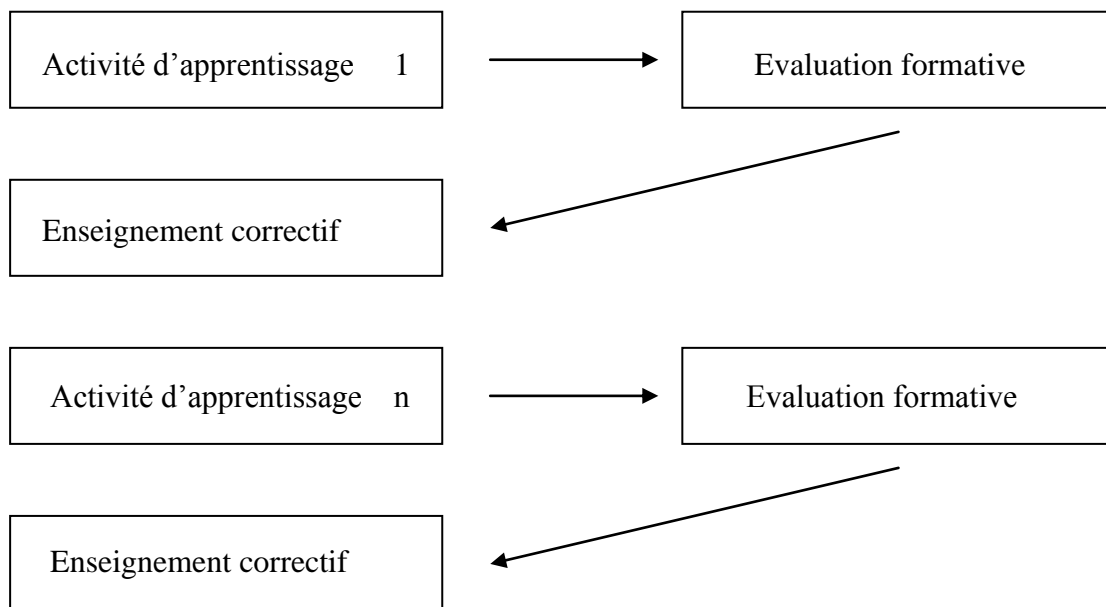 Activité d’apprentissage 1
Evaluation formative
Enseignement correctif
Activité d’apprentissage n
Evaluation formative
Enseignement correctif